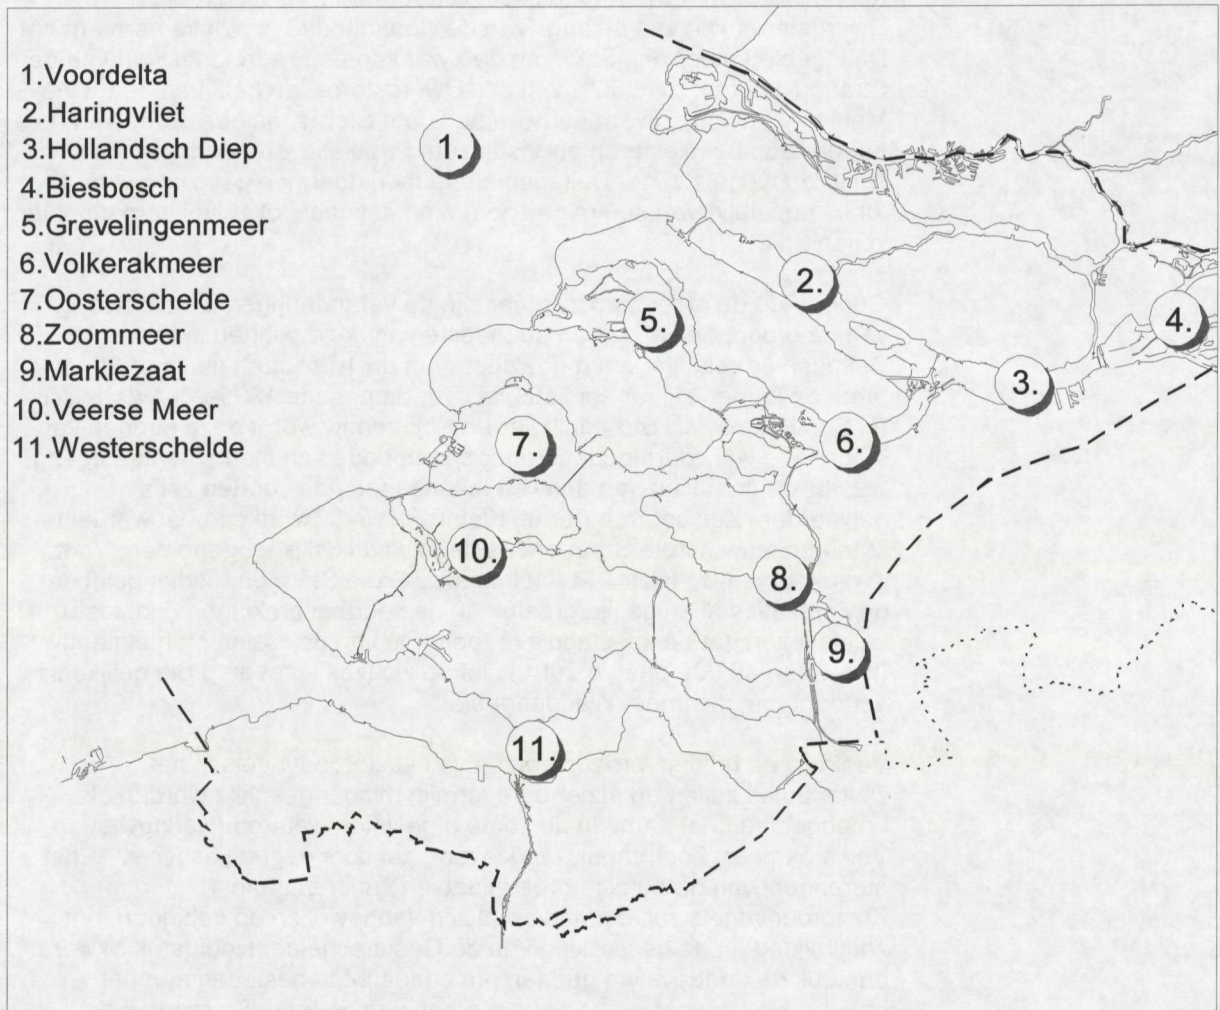 1.Voordelta
2.Haringvliet
3.Hollandsch Diep
4.Biesbosch
5.Grevelingenmeer
6.Volkerakmeer
7.Oosterschelde
8.Zoommeer
9.Markiezaat
10.Veerse Meer
11.Westerschelde
1.
2.
5.
4.
3.
7.
6.
10.
8.
9.
11.